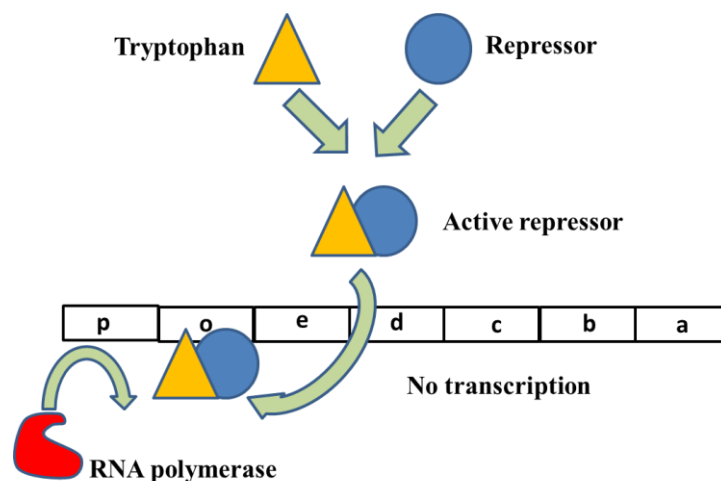 Tryptophan
Repressor
Active repressor
p o e d c b a
No transcription
RNA polymerase